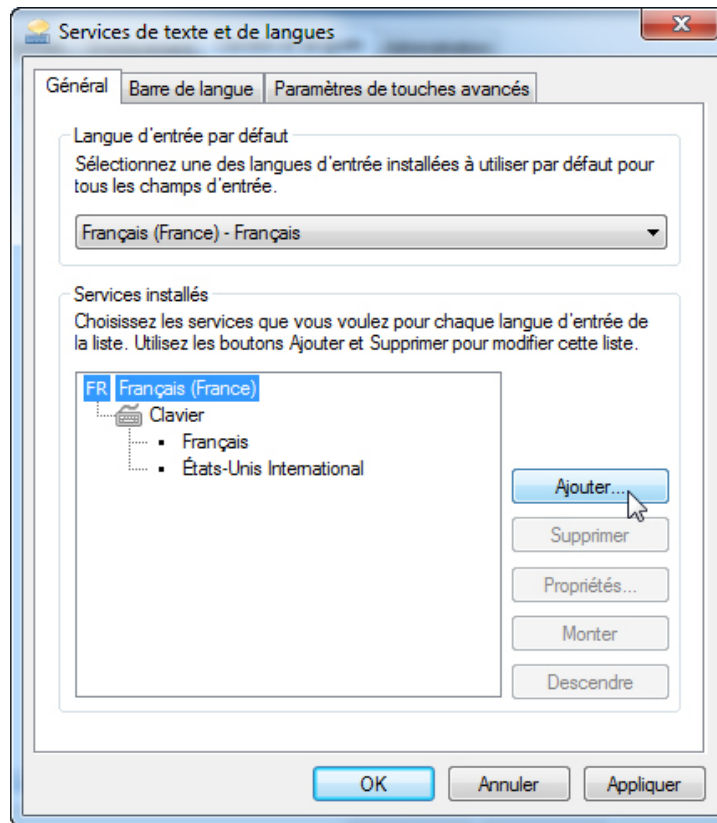 Services de texte et de langues
Général
Barre de langue
Paramètres de touches avancés
Langue d'entrée par défaut
Sélectionnez une des langues d'entrée installées à utiliser par défaut pour
tous les champs d'entrée.
Français (France) - Français
Services installés
Choisissez les services que vous voulez pour chaque langue d'entrée de
la liste. Utilisez les boutons Ajouter et Supprimer pour modifier cette liste.
FR Français (France)
Clavier
Français
États-Unis International
Ajouter...
Supprimer
Propriétés...
Monter
Descendre
OK
Annuler
Appliquer